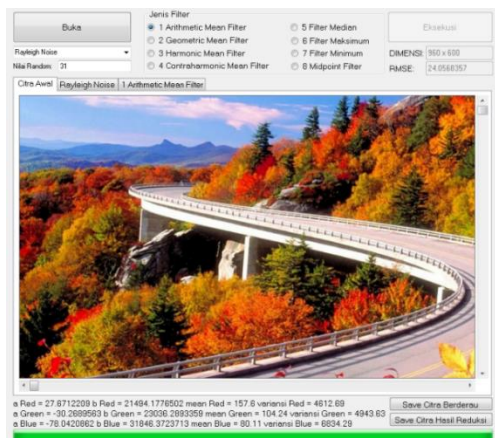 Buka
Jenis Filter
1 Arithmetic Mean Filter
2 Geometric Mean Filter
3 Harmonic Mean Filter
4 Contraharmonic Mean Filter
5 Filter Median
6 Filter Maksimum
7 Filter Minimum
8 Midpoint Filter
Eksekusi
Rayleigh Noise
Nilai Random: 31
DIMENSI: 960 x 600
RMSE: 24.0566357
Citra Awal Rayleigh Noise 1 Arithmetic Mean Filter
a Red = 27.6712209 b Red = 21494.1776502 mean Red = 157.6 variansi Red = 4612.69
a Green = -30.2689563 b Green = 23036.2893359 mean Green = 104.24 variansi Green = 4943.63
a Blue = -78.0420862 b Blue = 31846.3723713 mean Blue = 80.11 variansi Blue = 6834.29
Save Citra Berderau
Save Citra Hasil Reduksi